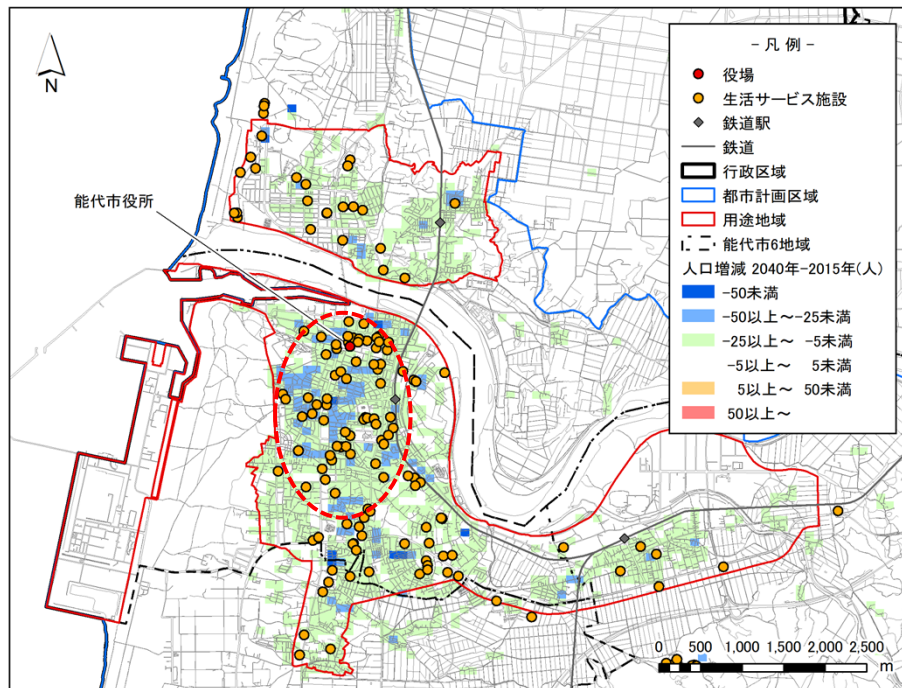 N
能代市役所
- 凡 例 -
役場
生活サービス施設
鉄道駅
鉄道
行政区域
都市計画区域
用途地域
能代市6地域
人口増減 2040年-2015年(人)
-50未満
-50以上～-25未満
-25以上～ -5未満
-5以上～ 5未満
5以上～ 50未満
50以上～
0 500 1,000 1,500 2,000 2,500
m